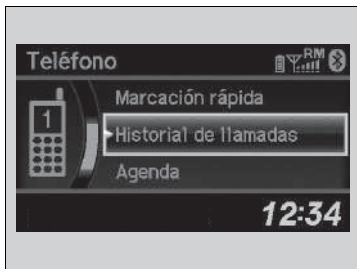 Teléfono
RM
1
Marcación rápida
Historial de llamadas
Agenda
12:34